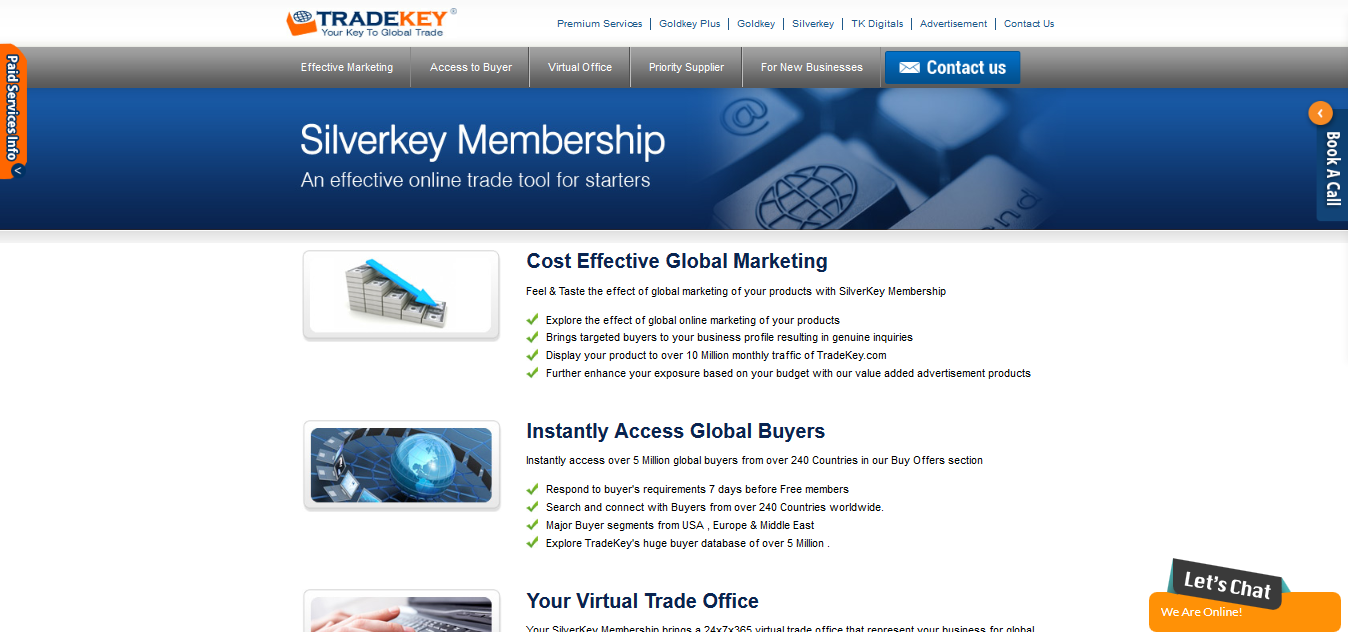 TRADEKEY®
Your Key To Global Trade
Premium Services | Goldkey Plus | Goldkey | Silverkey | TK Digitals | Advertisement | Contact Us
Effective Marketing
Access to Buyer
Virtual Office
Priority Supplier
For New Businesses
Contact us
Paid Services Info
<
Silverkey Membership
An effective online trade tool for starters
Book A Call
Cost Effective Global Marketing
Feel & Taste the effect of global marketing of your products with SilverKey Membership
Explore the effect of global online marketing of your products
Brings targeted buyers to your business profile resulting in genuine inquiries
Display your product to over 10 Million monthly traffic of TradeKey.com
Further enhance your exposure based on your budget with our value added advertisement products
Instantly Access Global Buyers
Instantly access over 5 Million global buyers from over 240 Countries in our Buy Offers section
Respond to buyer's requirements 7 days before Free members
Search and connect with Buyers from over 240 Countries worldwide.
Major Buyer segments from USA , Europe & Middle East
Explore TradeKey's huge buyer database of over 5 Million .
Your Virtual Trade Office
Your SilverKey Membership brings a 24x7x365 virtual trade office that represent your business for global
Let's Chat
We Are Online!